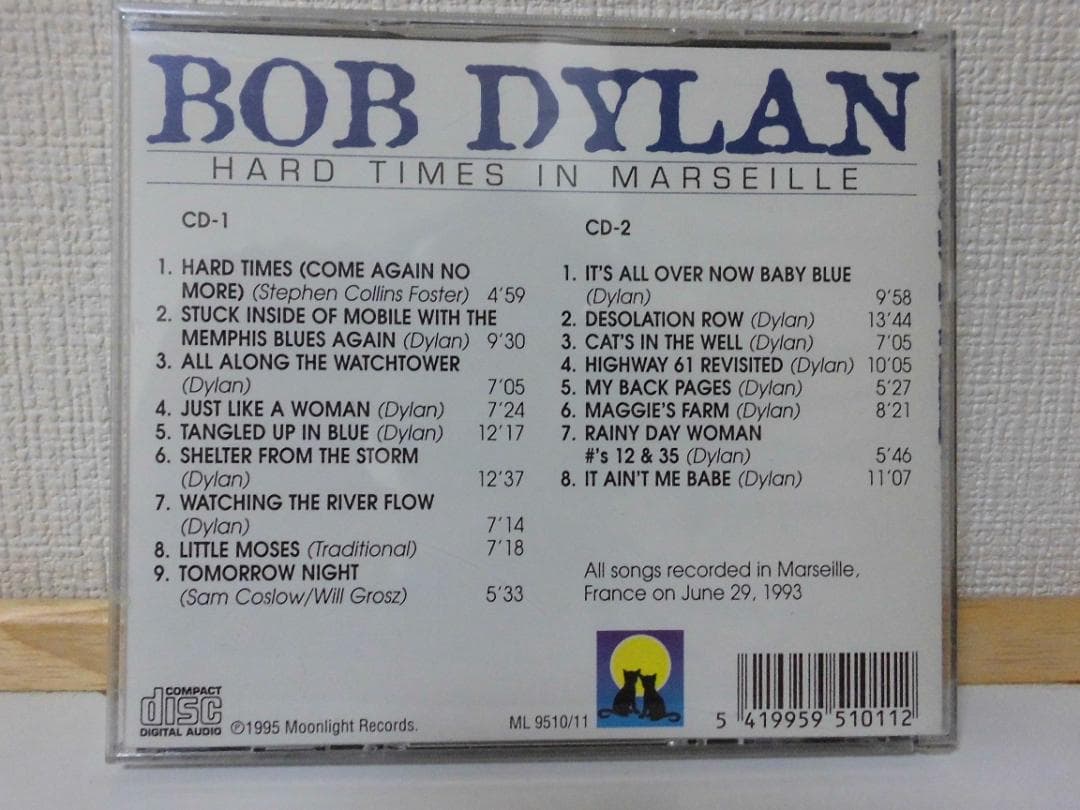 BOB DYLAN
HARD TIMES IN MARSEILLE
CD-1
1. HARD TIMES (COME AGAIN NO
MORE) (Stephen Collins Foster) 4'59
2. STUCK INSIDE OF MOBILE WITH THE
MEMPHIS BLUES AGAIN (Dylan) 9'30
3. ALL ALONG THE WATCHTOWER
(Dylan) 7'05
4. JUST LIKE A WOMAN (Dylan) 7'24
5. TANGLED UP IN BLUE (Dylan) 12'17
6. SHELTER FROM THE STORM
(Dylan) 12'37
7. WATCHING THE RIVER FLOW
(Dylan) 7'14
8. LITTLE MOSES (Traditional) 7'18
9. TOMORROW NIGHT
(Sam Coslow/Will Grosz) 5'33
CD-2
1. IT'S ALL OVER NOW BABY BLUE
(Dylan) 9'58
2. DESOLATION ROW (Dylan) 13'44
3. CAT'S IN THE WELL (Dylan) 7'05
4. HIGHWAY 61 REVISITED (Dylan) 10'05
5. MY BACK PAGES (Dylan) 5'27
6. MAGGIE'S FARM (Dylan) 8'21
7. RAINY DAY WOMAN
#'s 12 & 35 (Dylan) 5'46
8. IT AIN'T ME BABE (Dylan) 11'07
All songs recorded in Marseille,
France on June 29, 1993
COMPACT
disc
DIGITAL AUDIO
℗1995 Moonlight Records.
ML 9510/11
5 419959 510112